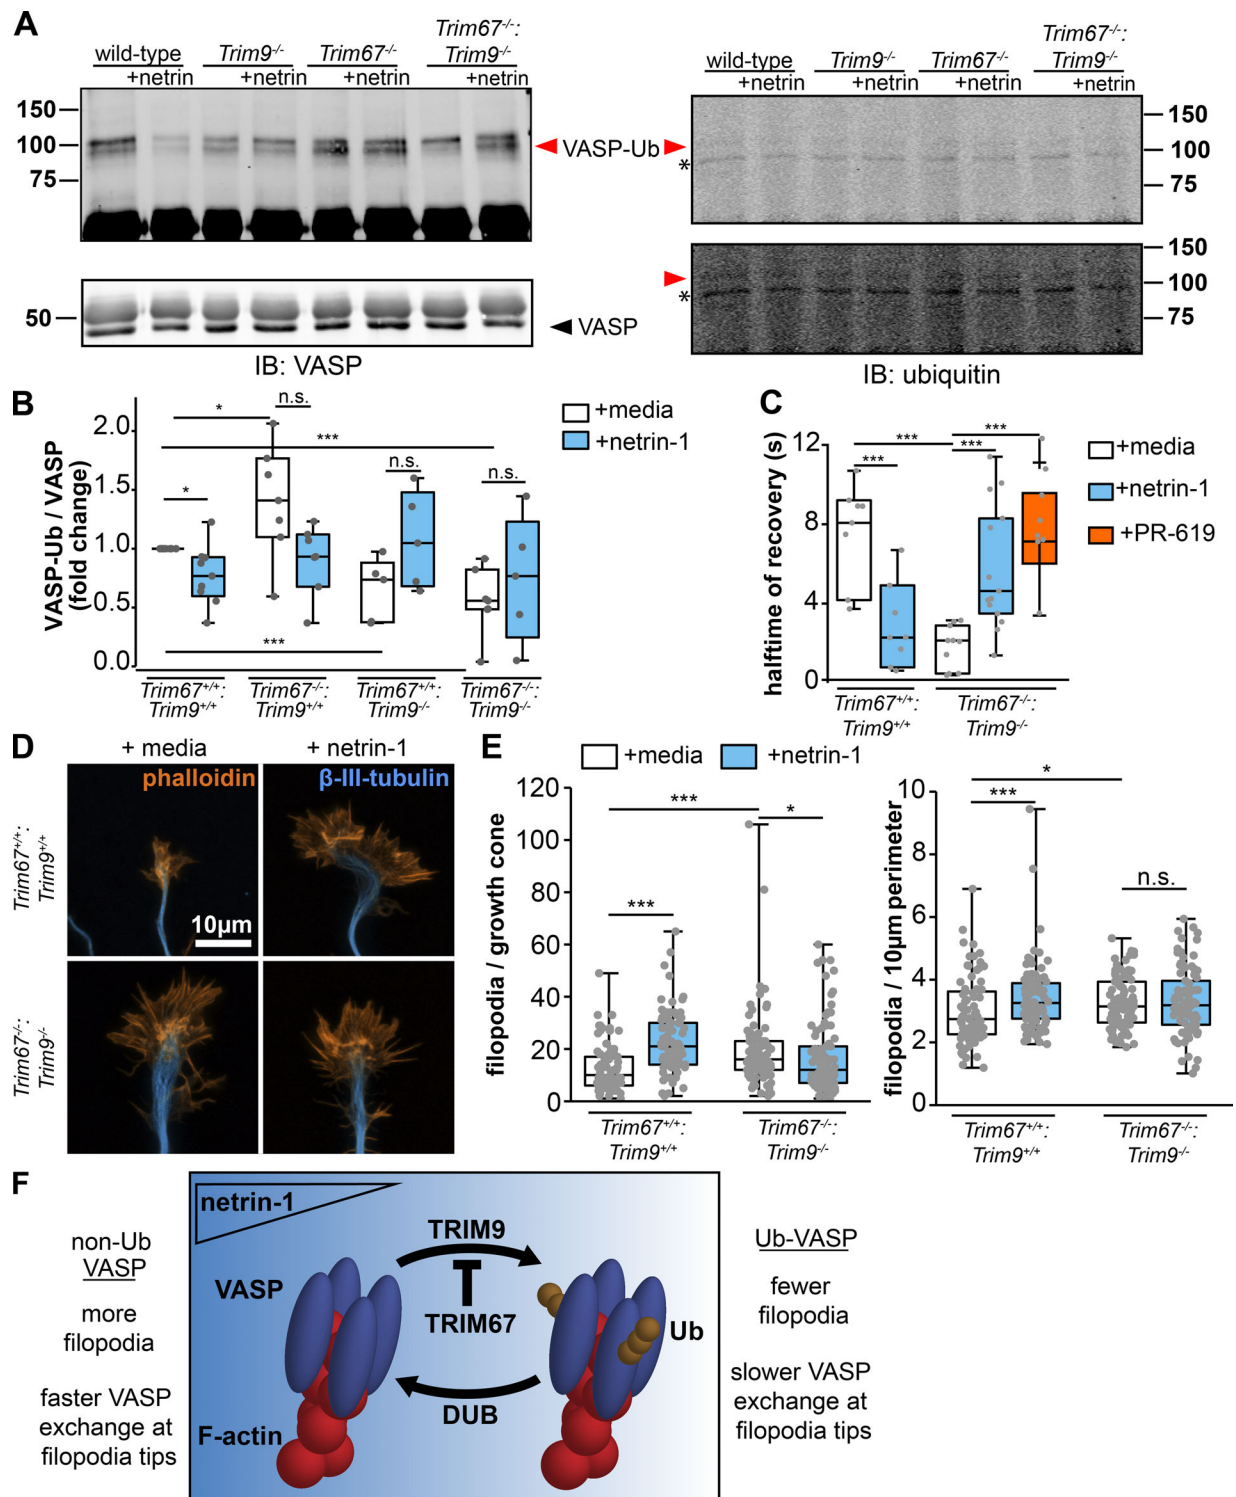 A
wild-type
Trim9-/-
Trim67-/-
Trim67-/-:
Trim9-/-
+netrin
+netrin
+netrin
+netrin
150
100
75
VASP-Ub
50
VASP
IB: VASP
wild-type
Trim9-/-
Trim67-/-
Trim67-/-:
Trim9-/-
+netrin
+netrin
+netrin
+netrin
150
100
75
*
150
100
75
*
IB: ubiquitin
B
VASP-Ub / VASP
(fold change)
2.0
1.5
1.0
0.5
0.0
*
n.s.
***
*
n.s.
n.s.
***
+media
+netrin-1
Trim67+/+:
Trim9+/+
Trim67-/-:
Trim9+/+
Trim67+/+:
Trim9-/-
Trim67-/-:
Trim9-/-
C
halftime of recovery (s)
12
8
4
0
***
***
***
***
+media
+netrin-1
+PR-619
Trim67+/+:
Trim9+/+
Trim67-/-:
Trim9-/-
D
+ media
+ netrin-1
phalloidin
β-III-tubulin
10µm
Trim67+/+:
Trim9+/+
Trim67-/-:
Trim9-/-
E
+media
+netrin-1
filopodia / growth cone
120
100
80
60
40
20
0
***
*
***
Trim67+/+:
Trim9+/+
Trim67-/-:
Trim9-/-
filopodia / 10µm perimeter
10
8
6
4
2
0
*
***
n.s.
Trim67+/+:
Trim9+/+
Trim67-/-:
Trim9-/-
F
netrin-1
non-Ub
VASP
more
filopodia
faster VASP
exchange at
filopodia tips
VASP
F-actin
TRIM9
TRIM67
DUB
Ub
Ub-VASP
fewer
filopodia
slower VASP
exchange at
filopodia tips